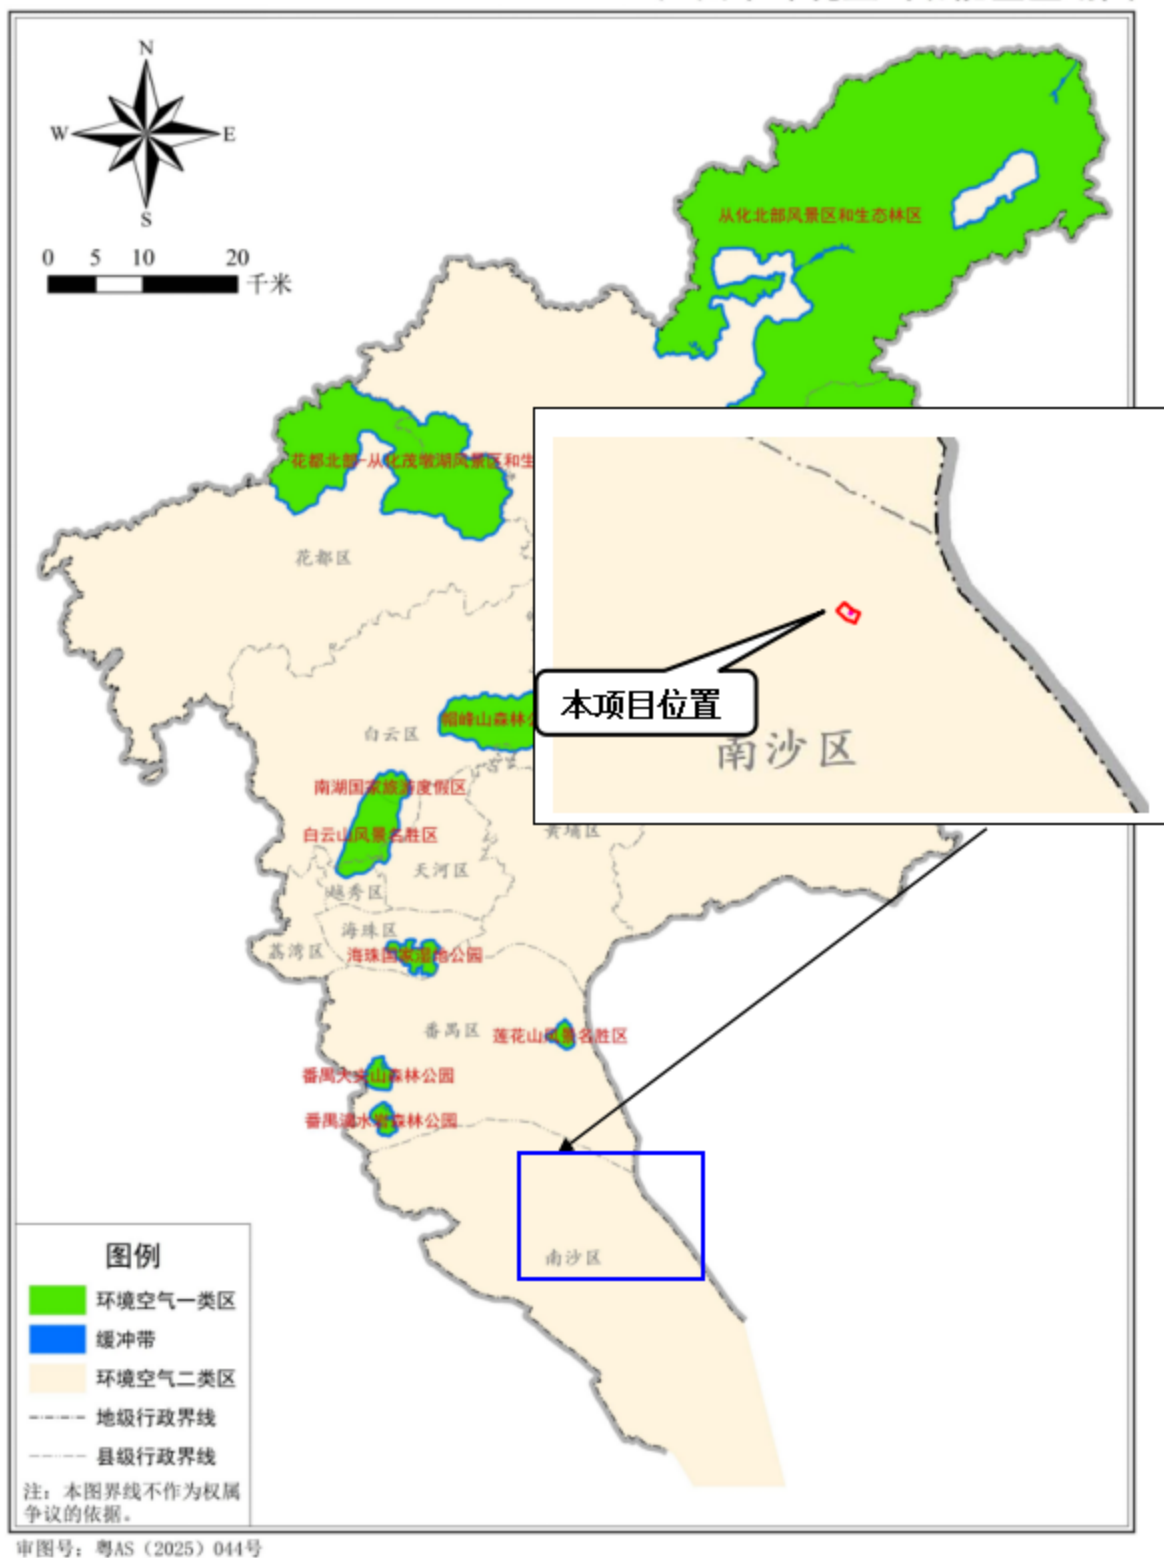 N
W
E
S
0 5 10 20
千米
从化北部风景区和生态林区
花都北部-从化茂墩湖风景区和生
花都区
帽峰山森林公
本项目位置
南沙区
白云区
南湖国家旅游度假区
白云山风景名胜区
黄埔区
天河区
越秀区
海珠区
荔湾区
海珠国家湿地公园
番禺区
莲花山风景名胜区
番禺大夫山森林公园
番禺滴水岩森林公园
南沙区
图例
环境空气一类区
缓冲带
环境空气二类区
地级行政界线
县级行政界线
注：本图界线不作为权属
争议的依据。
审图号：粤AS（2025）044号